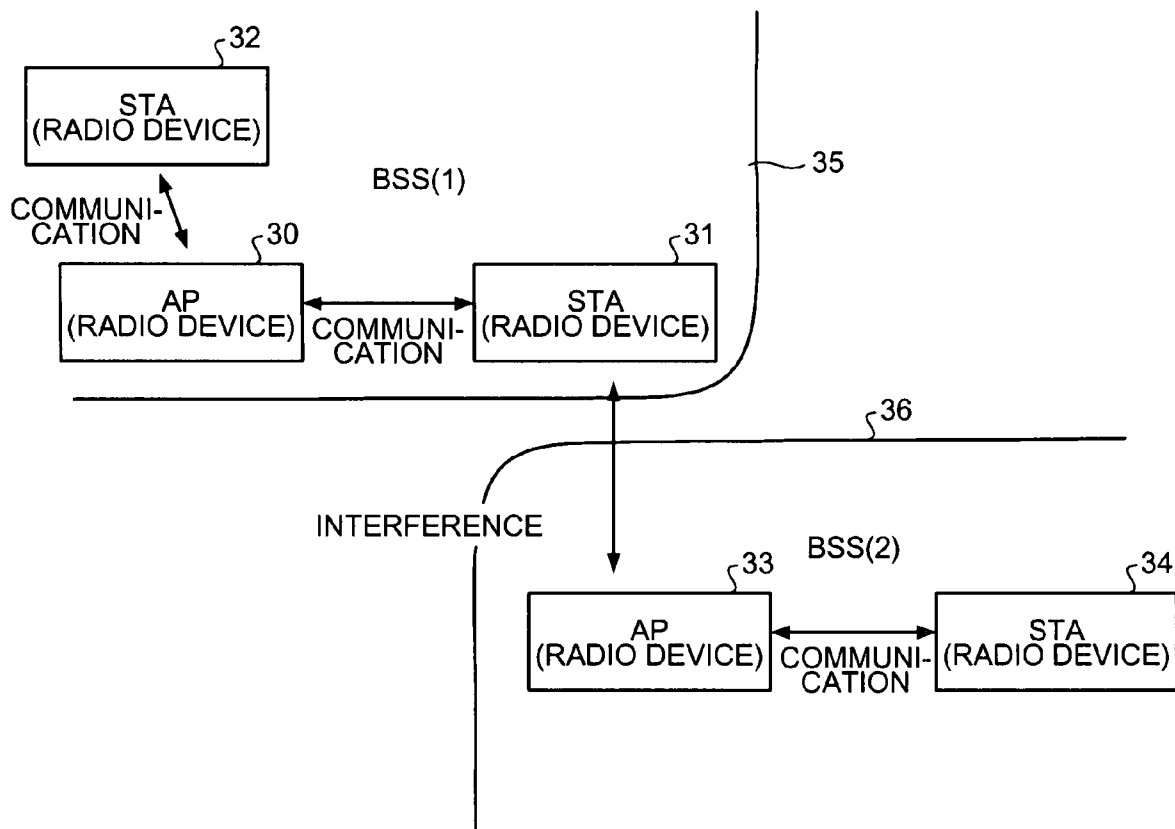 32
STA
(RADIO DEVICE)
35
BSS(1)
COMMUNI-
CATION
30
31
AP
(RADIO DEVICE)
STA
(RADIO DEVICE)
COMMUNI-
CATION
36
INTERFERENCE
BSS(2)
33
34
AP
(RADIO DEVICE)
STA
(RADIO DEVICE)
COMMUNI-
CATION